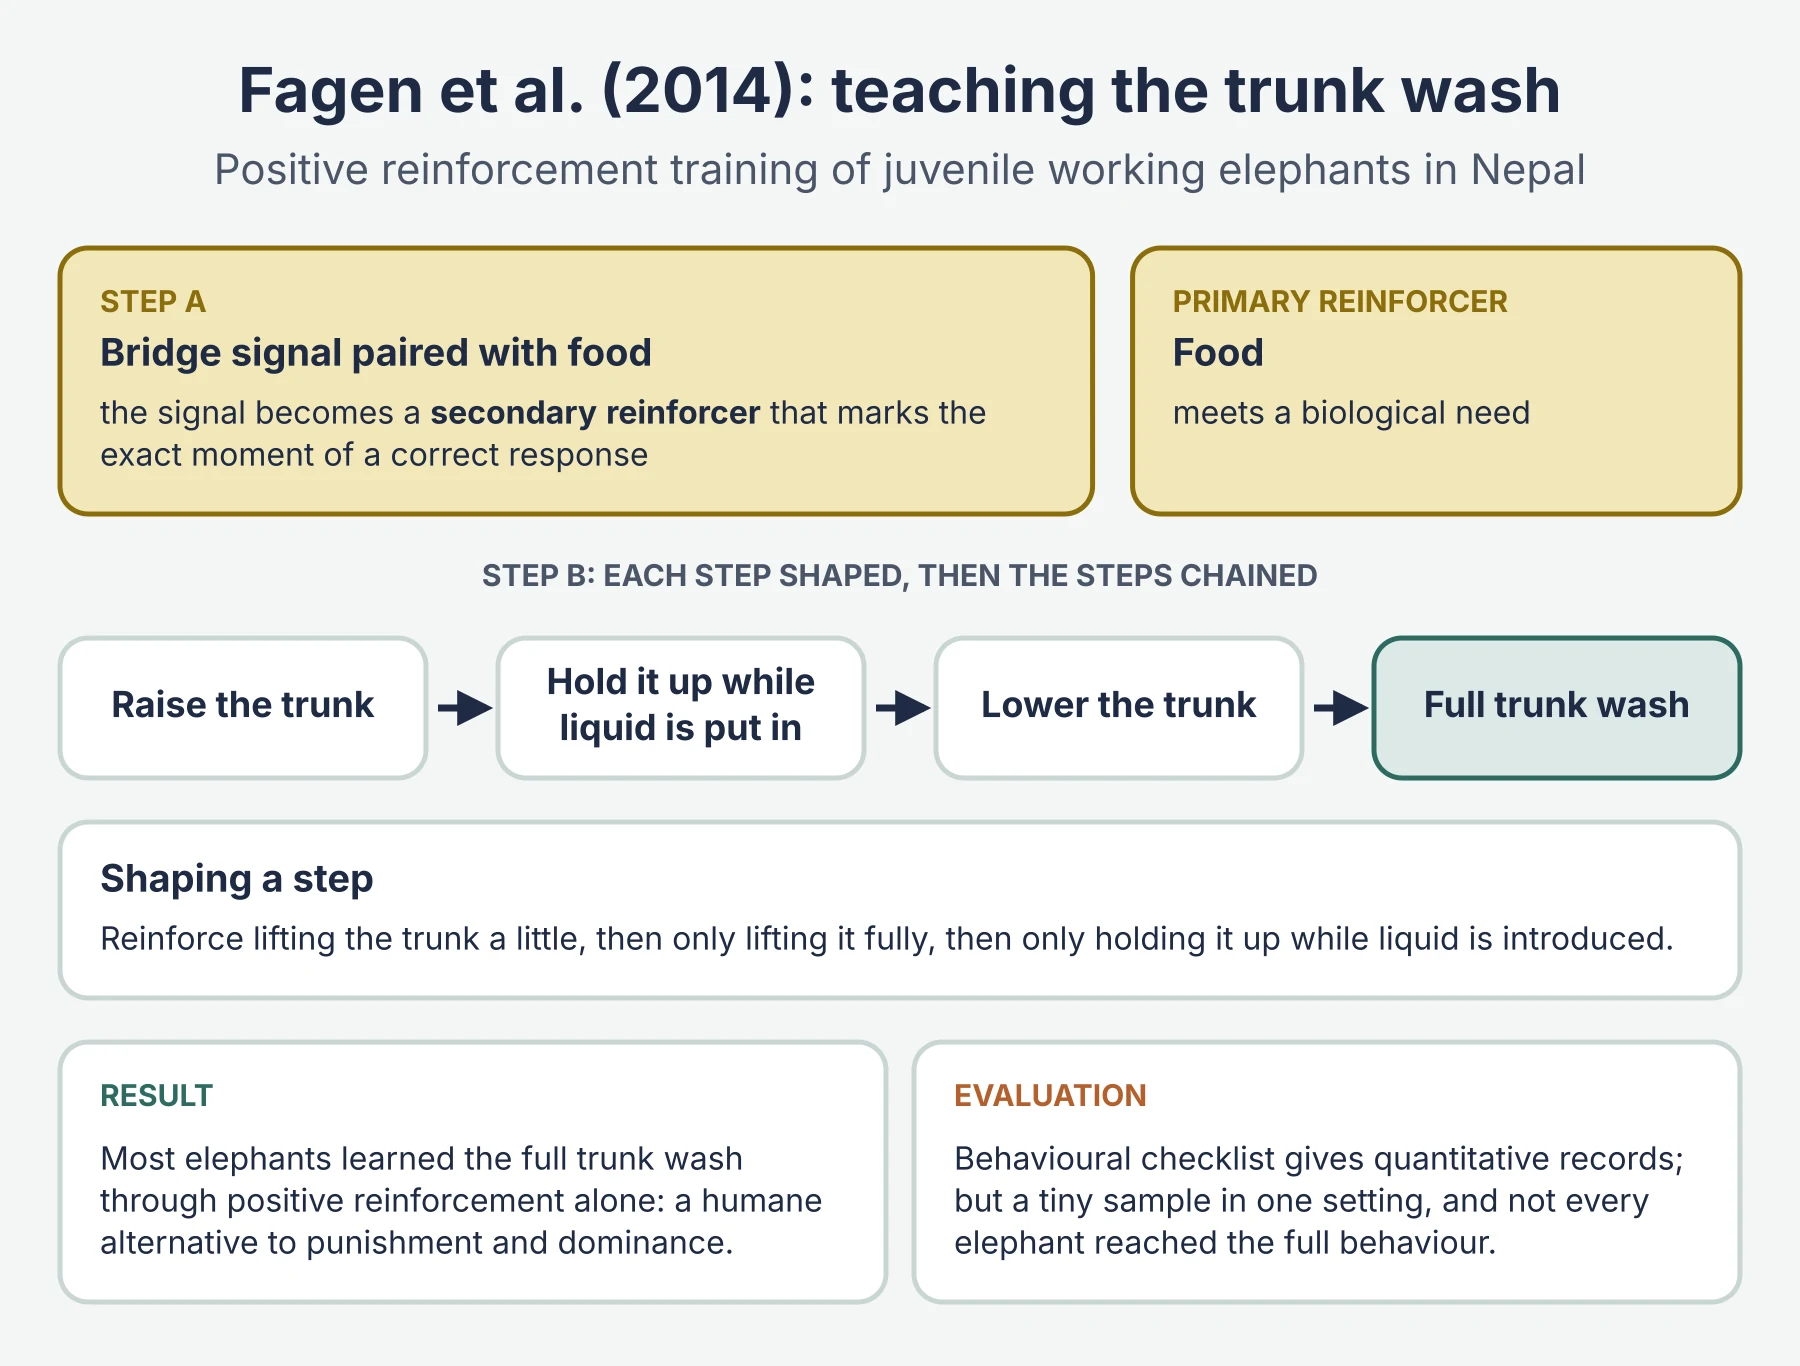 Fagen et al. (2014): teaching the trunk wash
Positive reinforcement training of juvenile working elephants in Nepal
STEP A
Bridge signal paired with food
the signal becomes a secondary reinforcer that marks the
exact moment of a correct response
PRIMARY REINFORCER
Food
meets a biological need
STEP B: EACH STEP SHAPED, THEN THE STEPS CHAINED
Raise the trunk
Hold it up while
liquid is put in
Lower the trunk
Full trunk wash
Shaping a step
Reinforce lifting the trunk a little, then only lifting it fully, then only holding it up while liquid is introduced.
RESULT
Most elephants learned the full trunk wash
through positive reinforcement alone: a humane
alternative to punishment and dominance.
EVALUATION
Behavioural checklist gives quantitative records;
but a tiny sample in one setting, and not every
elephant reached the full behaviour.